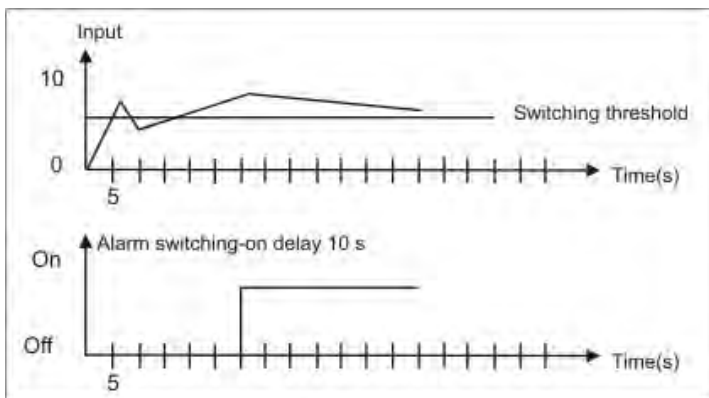 Input
10
Switching threshold
0
Time(s)
5
Alarm switching-on delay 10 s
On
Off
Time(s)
5